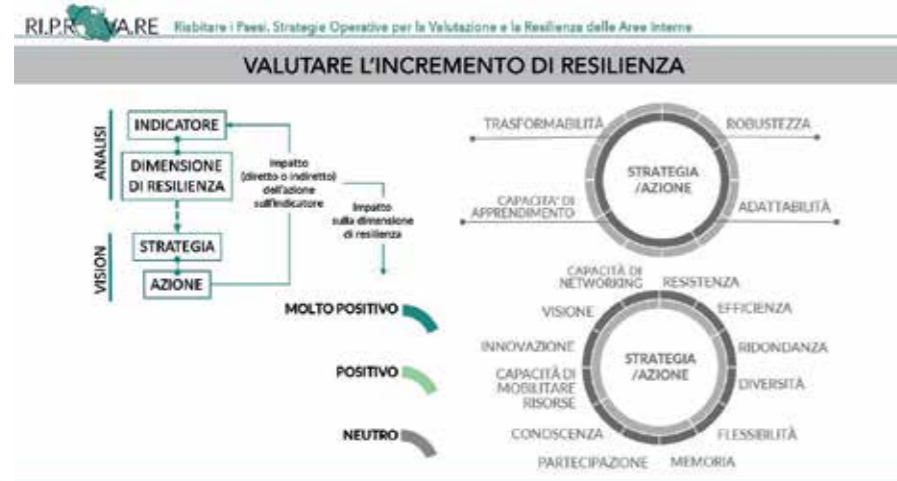 RI.PROVA.RE Riabitare i Paesi. Strategie Operative per la Valutazione e la Resilienza delle Aree Interne
VALUTARE L'INCREMENTO DI RESILIENZA
ANALISI
INDICATORE
DIMENSIONE
DI RESILIENZA
VISION
STRATEGIA
AZIONE
Impatto
(diretto o indiretto)
dell'azione
sull'indicatore
Impatto
sulla dimensione
di resilienza
MOLTO POSITIVO
POSITIVO
NEUTRO
TRASFORMABILITÀ
ROBUSTEZZA
STRATEGIA
/AZIONE
CAPACITA' DI
APPRENDIMENTO
ADATTABILITÀ
CAPACITÀ DI
NETWORKING
RESISTENZA
VISIONE
EFFICIENZA
INNOVAZIONE
RIDONDANZA
STRATEGIA
/AZIONE
CAPACITÀ DI
MOBILITARE
RISORSE
DIVERSITÀ
CONOSCENZA
FLESSIBILITÀ
PARTECIPAZIONE
MEMORIA